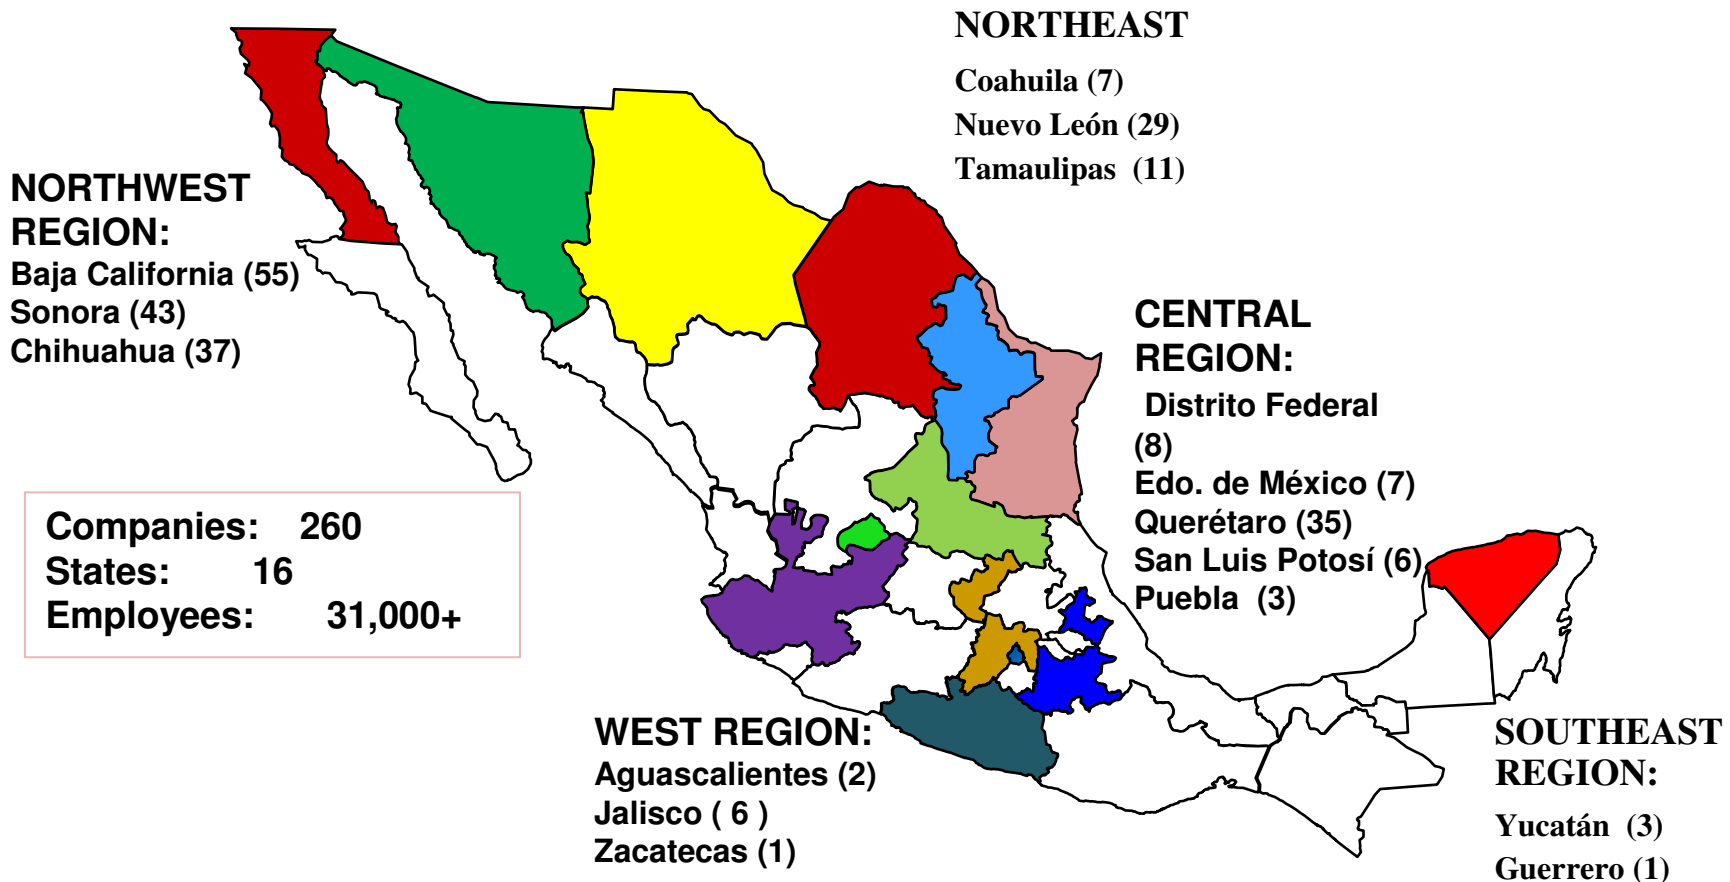 NORTHEAST
Coahuila (7)
Nuevo León (29)
Tamaulipas (11)
NORTHWEST
REGION:
Baja California (55)
Sonora (43)
Chihuahua (37)
CENTRAL
REGION:
Distrito Federal
(8)
Edo. de México (7)
Querétaro (35)
San Luis Potosí (6)
Puebla (3)
Companies: 260
States: 16
Employees: 31,000+
WEST REGION:
Aguascalientes (2)
Jalisco ( 6 )
Zacatecas (1)
SOUTHEAST
REGION:
Yucatán (3)
Guerrero (1)